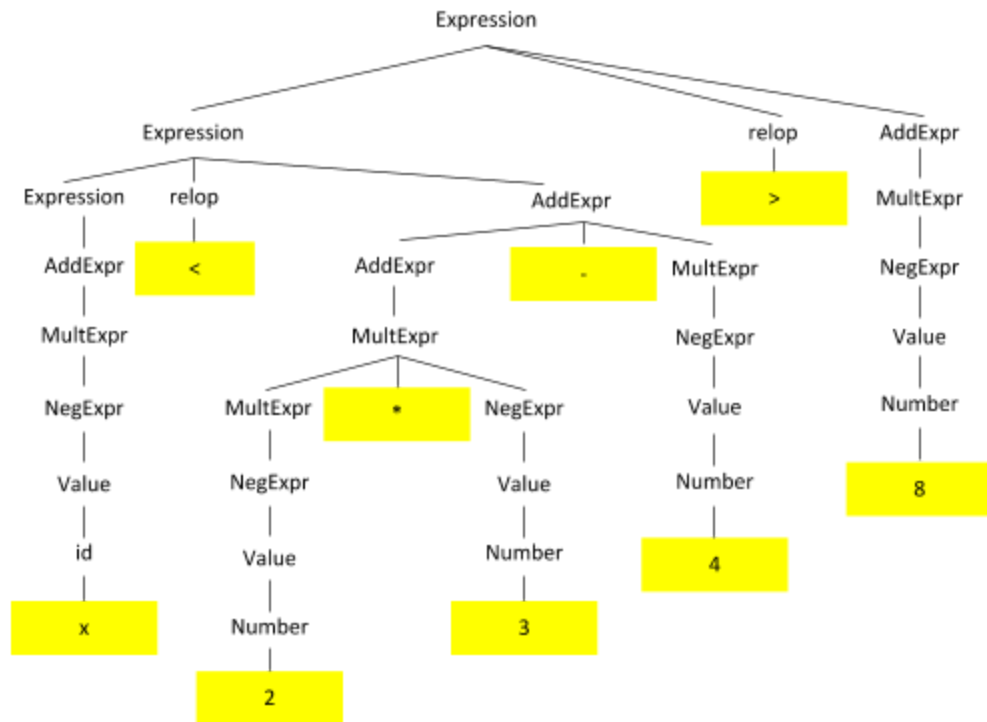 Expression
Expression relop AddExpr
Expression relop AddExpr > MultExpr
AddExpr < AddExpr - MultExpr NegExpr
MultExpr MultExpr NegExpr Value
NegExpr MultExpr * NegExpr Value Number
Value NegExpr Value Number 8
id Value Number 4
x Number 3
2